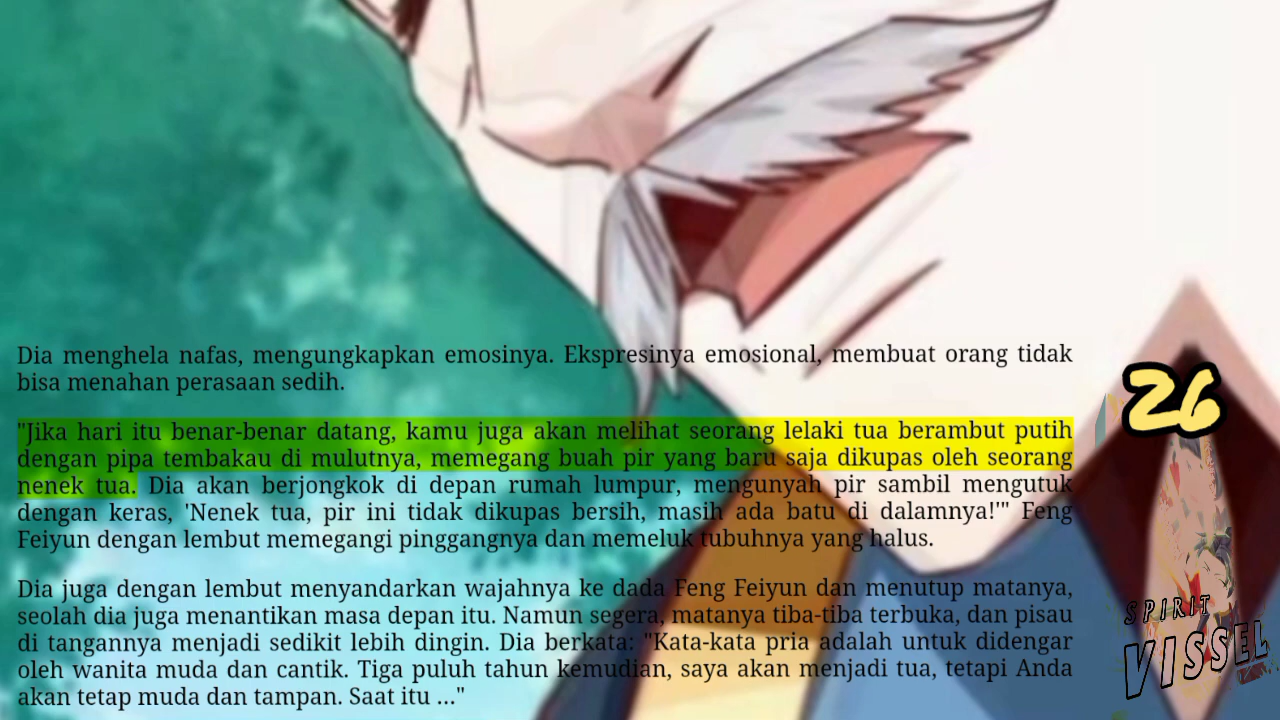 Dia menghela nafas, mengungkapkan emosinya. Ekspresinya emosional, membuat orang tidak
bisa menahan perasaan sedih.
"Jika hari itu benar-benar datang, kamu juga akan melihat seorang lelaki tua berambut putih
dengan pipa tembakau di mulutnya, memegang buah pir yang baru saja dikupas oleh seorang
nenek tua. Dia akan berjongkok di depan rumah lumpur, mengunyah pir sambil mengutuk
dengan keras, 'Nenek tua, pir ini tidak dikupas bersih, masih ada batu di dalamnya!'" Feng
Feiyun dengan lembut memegangi pinggangnya dan memeluk tubuhnya yang halus.
Dia juga dengan lembut menyandarkan wajahnya ke dada Feng Feiyun dan menutup matanya,
seolah dia juga menantikan masa depan itu. Namun segera, matanya tiba-tiba terbuka, dan pisau
di tangannya menjadi sedikit lebih dingin. Dia berkata: "Kata-kata pria adalah untuk didengar
oleh wanita muda dan cantik. Tiga puluh tahun kemudian, saya akan menjadi tua, tetapi Anda
akan tetap muda dan tampan. Saat itu ..."
26
SPIRIT
VISSEL